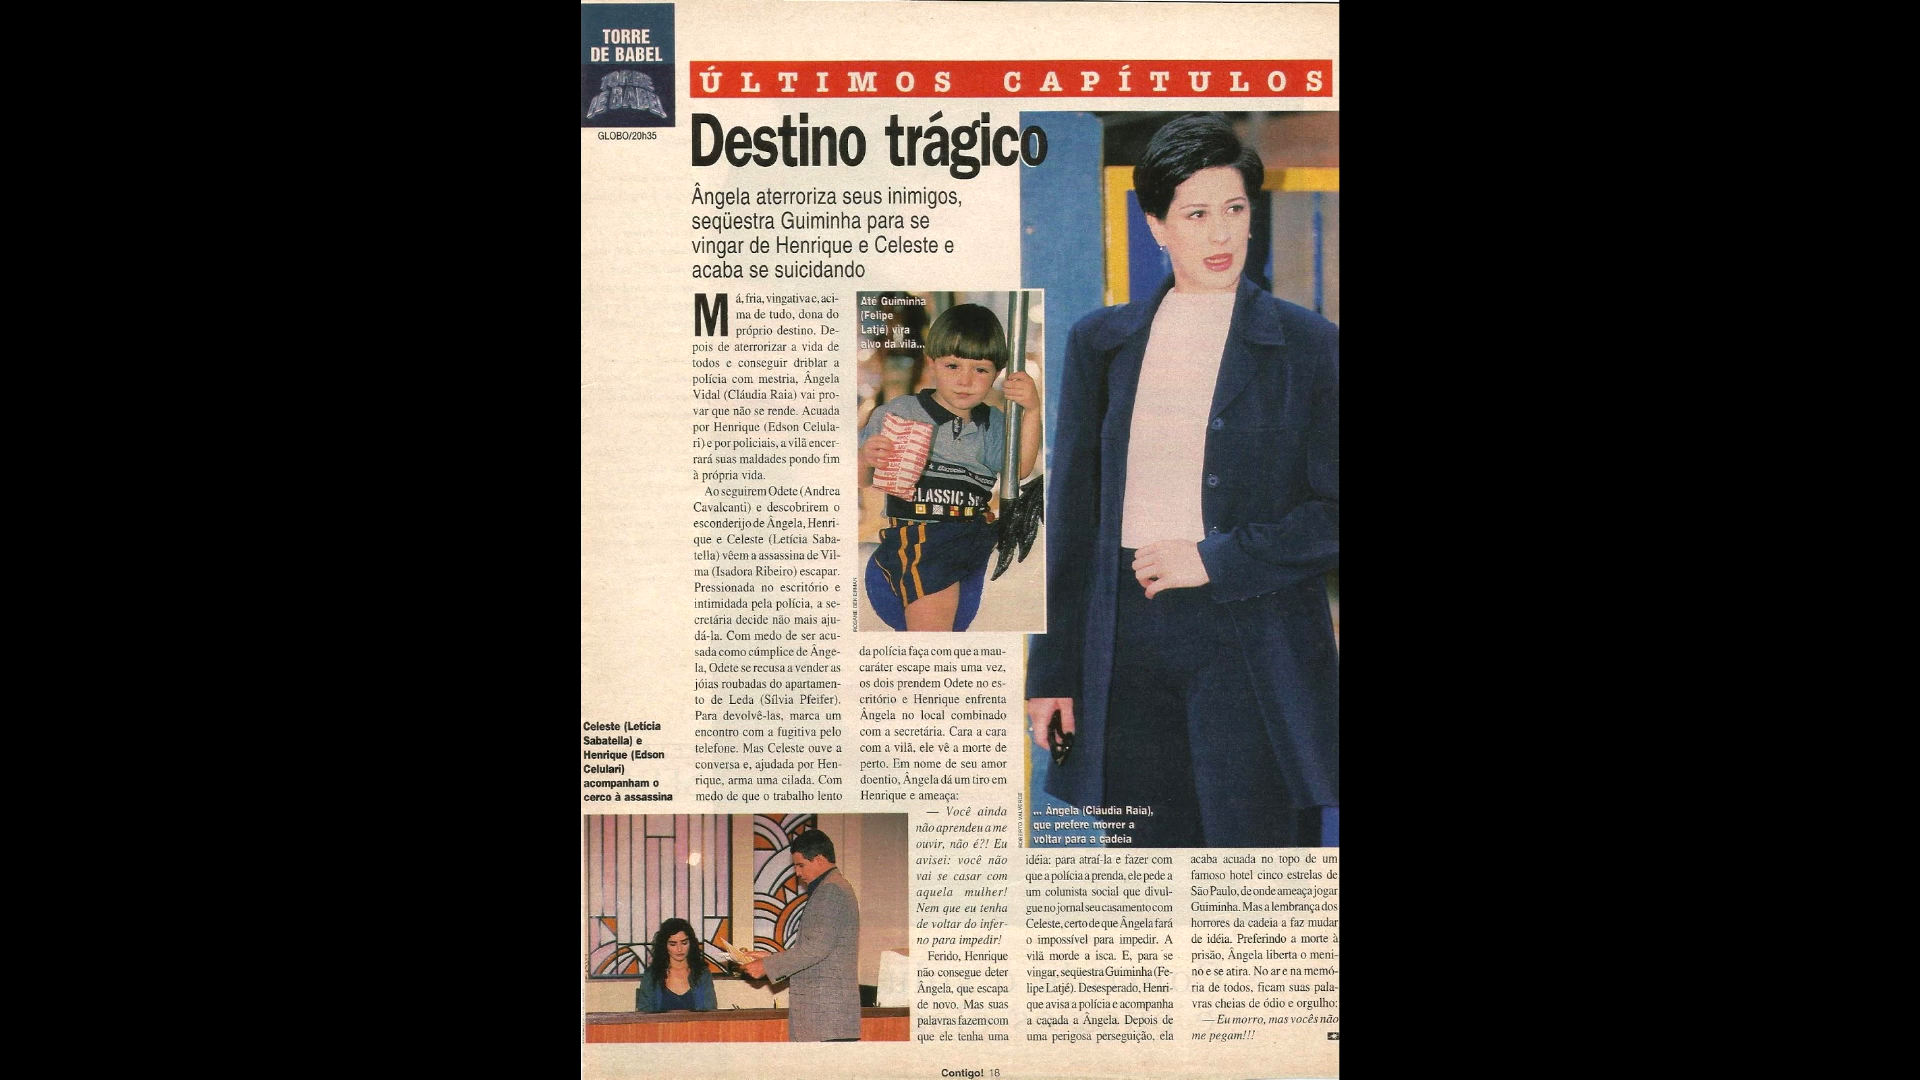 TORRE
DE BABEL
TORRE
DE BABEL
GLOBO/20h35
ÚLTIMOS CAPÍTULOS
Destino trágico
Ângela aterroriza seus inimigos,
seqüestra Guiminha para se
vingar de Henrique e Celeste e
acaba se suicidando
Má, fria, vingativa e, aci-
ma de tudo, dona do
próprio destino. De-
pois de aterrorizar a vida de
todos e conseguir driblar a
polícia com mestria, Ângela
Vidal (Cláudia Raia) vai pro-
var que não se rende. Acuada
por Henrique (Edson Celula-
ri) e por policiais, a vilã encer-
rará suas maldades pondo fim
à própria vida.
Ao seguirem Odete (Andrea
Cavalcanti) e descobrirem o
esconderijo de Ângela, Henri-
que e Celeste (Letícia Saba-
tella) vêem a assassina de Vil-
ma (Isadora Ribeiro) escapar.
Pressionada no escritório e
intimidada pela polícia, a se-
cretária decide não mais aju-
dá-la. Com medo de ser acu-
sada como cúmplice de Ânge-
la, Odete se recusa a vender as
jóias roubadas do apartamen-
to de Leda (Sílvia Pfeifer).
Para devolvê-las, marca um
encontro com a fugitiva pelo
telefone. Mas Celeste ouve a
conversa e, ajudada por Hen-
rique, arma uma cilada. Com
medo de que o trabalho lento
Até Guiminha
(Felipe
Latjé) vira
alvo da vilã...
Bazooka
CLASSIC
da polícia faça com que a mau-
caráter escape mais uma vez,
os dois prendem Odete no es-
critório e Henrique enfrenta
Ângela no local combinado
com a secretária. Cara a cara
com a vilã, ele vê a morte de
perto. Em nome de seu amor
doentio, Ângela dá um tiro em
Henrique e ameaça:
— Você ainda
não aprendeu a me
ouvir, não é?! Eu
avisei: você não
vai se casar com
aquela mulher!
Nem que eu tenha
de voltar do infer-
no para impedir!
Ferido, Henrique
não consegue deter
Ângela, que escapa
de novo. Mas suas
palavras fazem com
que ele tenha uma
idéia: para atraí-la e fazer com
que a polícia a prenda, ele pede a
um colunista social que divul-
gue no jornal seu casamento com
Celeste, certo de que Ângela fará
o impossível para impedir. A
vilã morde a isca. E, para se
vingar, seqüestra Guiminha (Fe-
lipe Latjé). Desesperado, Henri-
que avisa a polícia e acompanha
a caçada a Ângela. Depois de
uma perigosa perseguição, ela
acaba acuada no topo de um
famoso hotel cinco estrelas de
São Paulo, de onde ameaça jogar
Guiminha. Mas a lembrança dos
horrores da cadeia a faz mudar
de idéia. Preferindo a morte à
prisão, Ângela liberta o meni-
no e se atira. No ar e na memó-
ria de todos, ficam suas pala-
vras cheias de ódio e orgulho:
— Eu morro, mas vocês não
me pegam!!!
... Ângela (Cláudia Raia),
que prefere morrer a
voltar para a cadeia
ROBERTO VALVERDE
Celeste (Letícia
Sabatella) e
Henrique (Edson
Celulari)
acompanham o
cerco à assassina
Contigo! 18